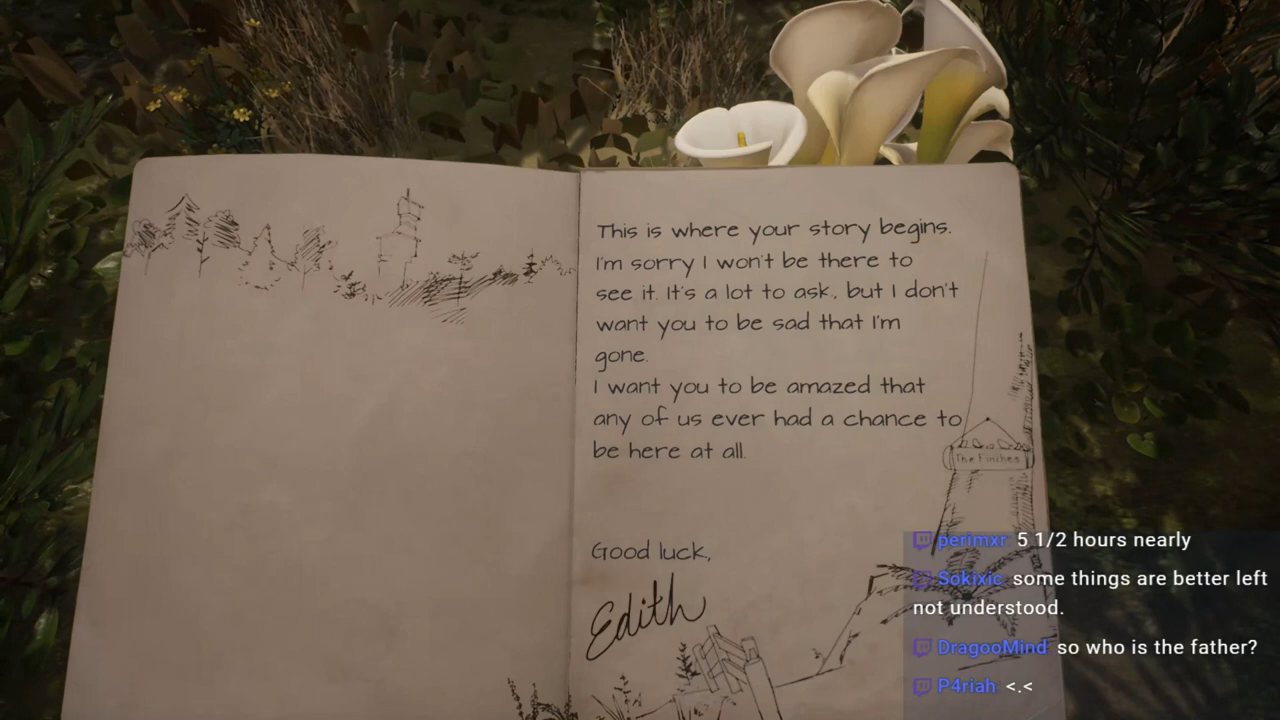 This is where your story begins.
I'm sorry I won't be there to
see it. It's a lot to ask, but I don't
want you to be sad that I'm
gone.
I want you to be amazed that
any of us ever had a chance to
be here at all.
The Finches
Good luck,
Edith
perimxr 5 1/2 hours nearly
Sokixic some things are better left
not understood.
DragooMind so who is the father?
P4riah <.<